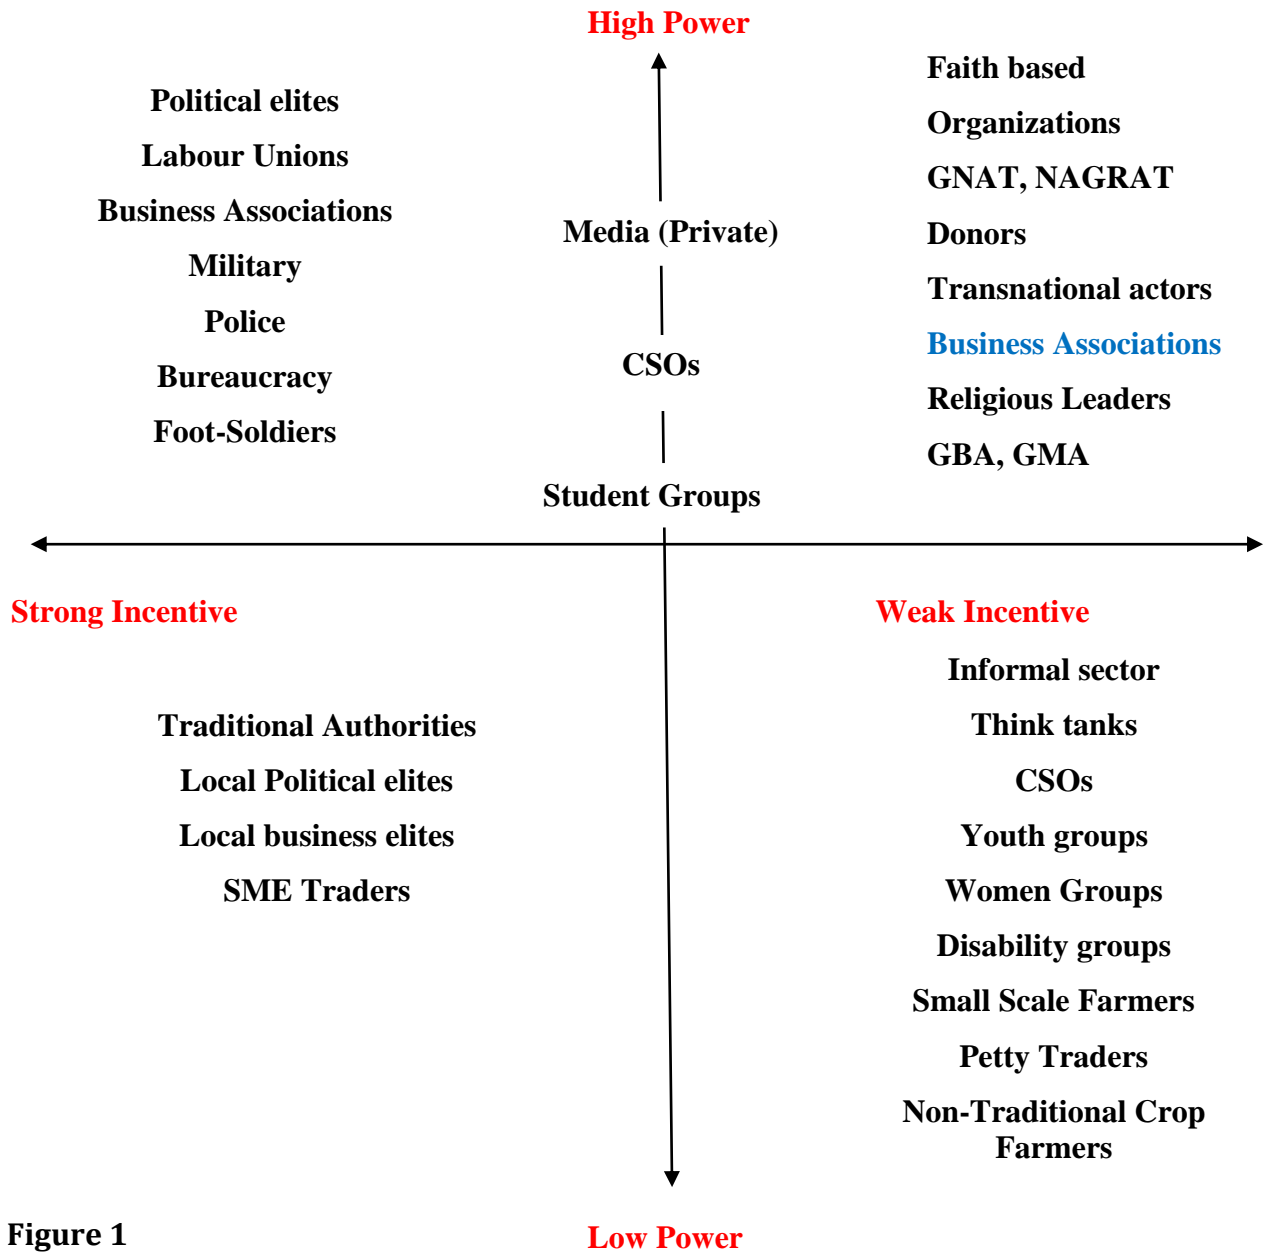 High Power
Political elites
Labour Unions
Business Associations
Military
Police
Bureaucracy
Foot-Soldiers
Media (Private)
CSOs
Student Groups
Faith based
Organizations
GNAT, NAGRAT
Donors
Transnational actors
Business Associations
Religious Leaders
GBA, GMA
Strong Incentive
Weak Incentive
Traditional Authorities
Local Political elites
Local business elites
SME Traders
Informal sector
Think tanks
CSOs
Youth groups
Women Groups
Disability groups
Small Scale Farmers
Petty Traders
Non-Traditional Crop
Farmers
Figure 1
Low Power